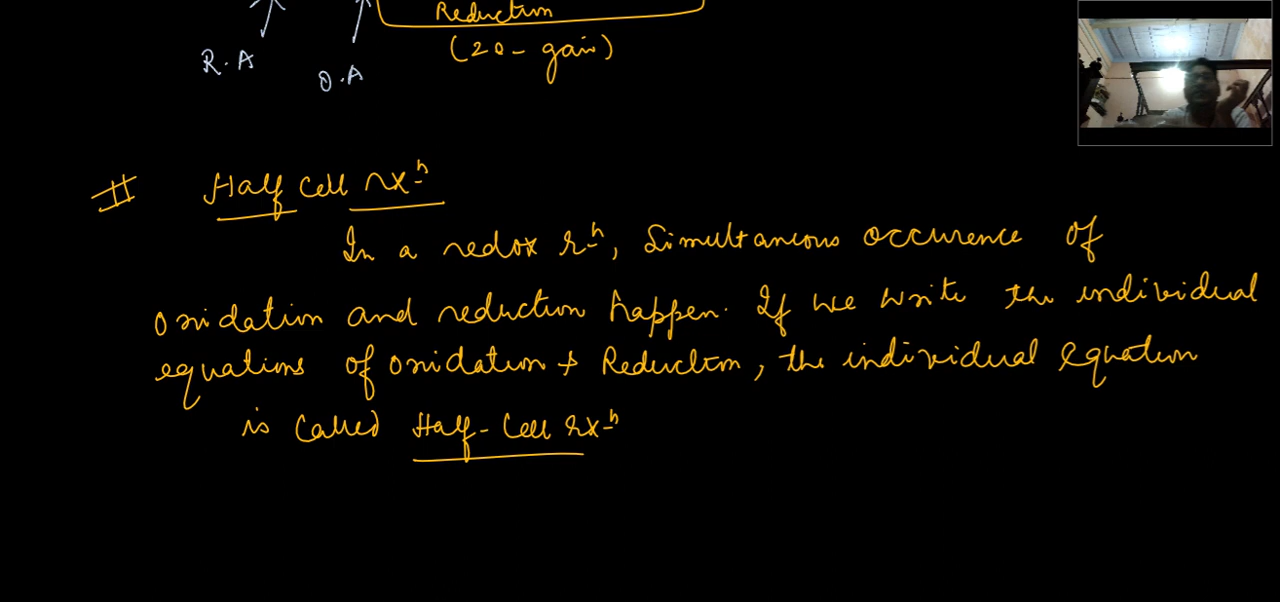 Reduction
(2e- gain)
R.A
O.A
# Half Cell rxⁿ
In a redox rxⁿ, Simultaneous occurence of
oxidation and reduction happen. If we write the individual
equations of oxidation & Reduction, the individual equation
is called Half-Cell rxⁿ